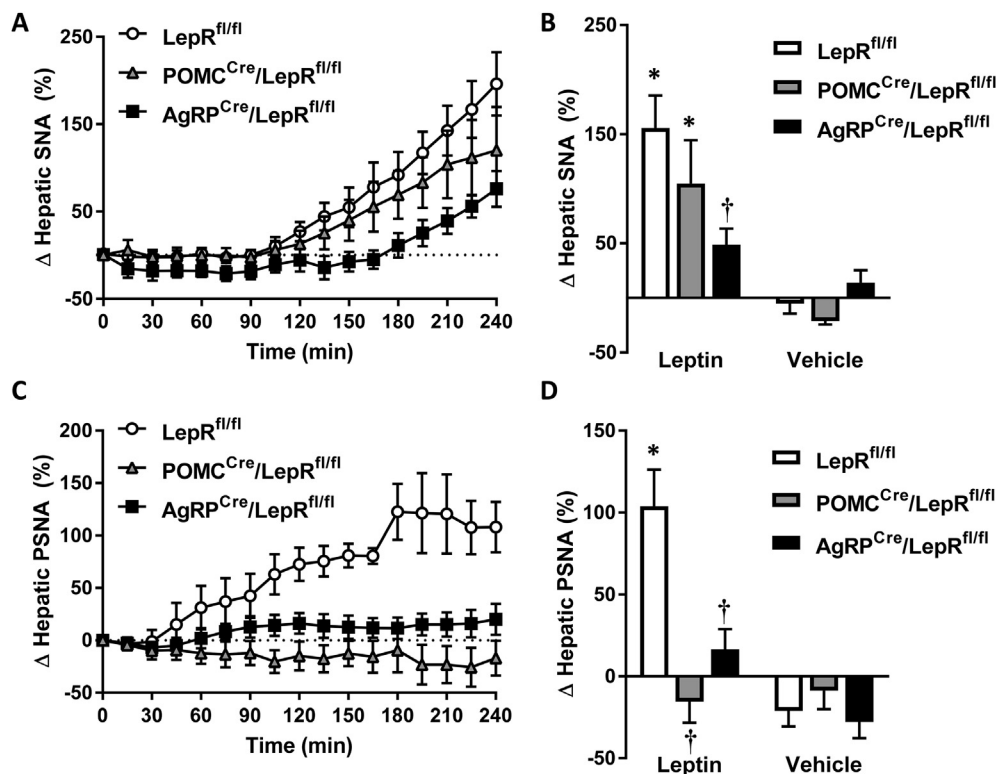 A
Δ Hepatic SNA (%)
250
150
50
-50
LepR^fl/fl
POMC^Cre/LepR^fl/fl
AgRP^Cre/LepR^fl/fl
0 30 60 90 120 150 180 210 240
Time (min)
B
Δ Hepatic SNA (%)
250
150
50
-50
LepR^fl/fl
POMC^Cre/LepR^fl/fl
AgRP^Cre/LepR^fl/fl
* * †
Leptin Vehicle
C
Δ Hepatic PSNA (%)
200
150
100
50
0
-50
LepR^fl/fl
POMC^Cre/LepR^fl/fl
AgRP^Cre/LepR^fl/fl
0 30 60 90 120 150 180 210 240
Time (min)
D
Δ Hepatic PSNA (%)
150
100
50
0
-50
LepR^fl/fl
POMC^Cre/LepR^fl/fl
AgRP^Cre/LepR^fl/fl
* † †
Leptin Vehicle